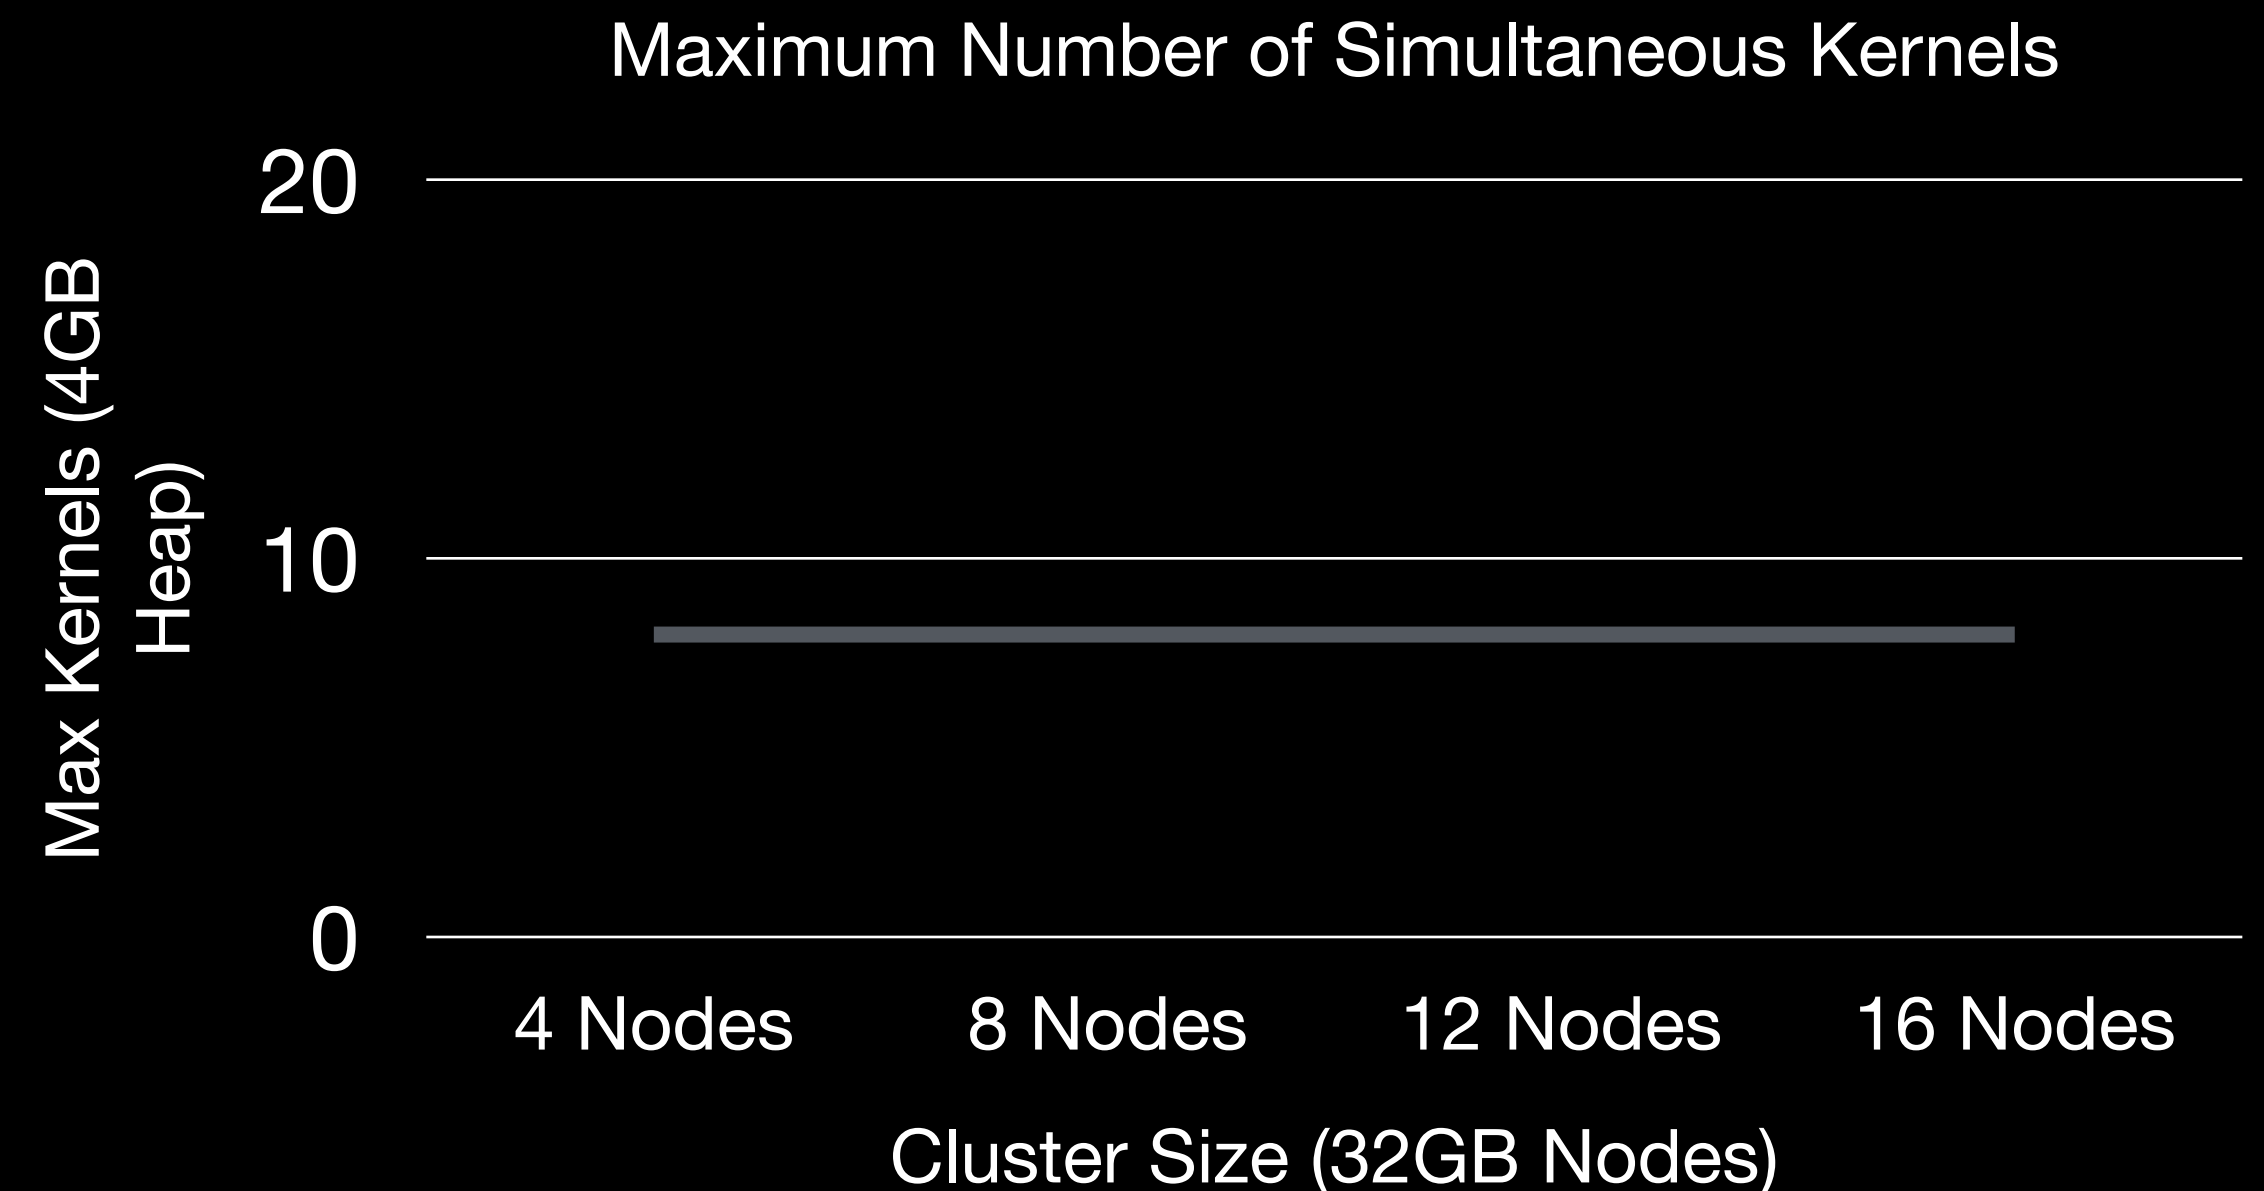 Maximum Number of Simultaneous Kernels
20
10
0
Max Kernels (4GB
Heap)
4 Nodes
8 Nodes
12 Nodes
16 Nodes
Cluster Size (32GB Nodes)